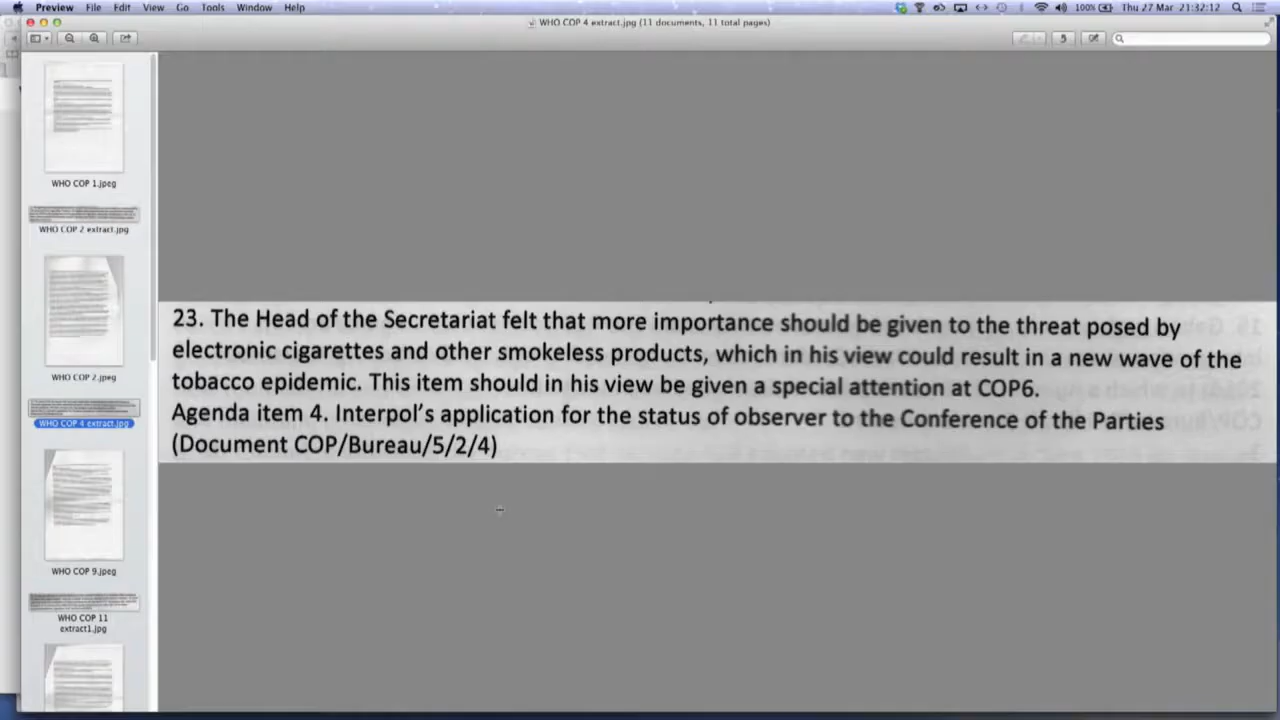 Preview File Edit View Go Tools Window Help
100% Thu 27 Mar 21:32:12
WHO COP 4 extract.jpg (11 documents, 11 total pages)
WHO COP 1.jpeg
WHO COP 2 extract.jpg
WHO COP 2.jpeg
WHO COP 4 extract.jpg
WHO COP 9.jpeg
WHO COP 11
extract1.jpg
23. The Head of the Secretariat felt that more importance should be given to the threat posed by
electronic cigarettes and other smokeless products, which in his view could result in a new wave of the
tobacco epidemic. This item should in his view be given a special attention at COP6.
Agenda item 4. Interpol's application for the status of observer to the Conference of the Parties
(Document COP/Bureau/5/2/4)